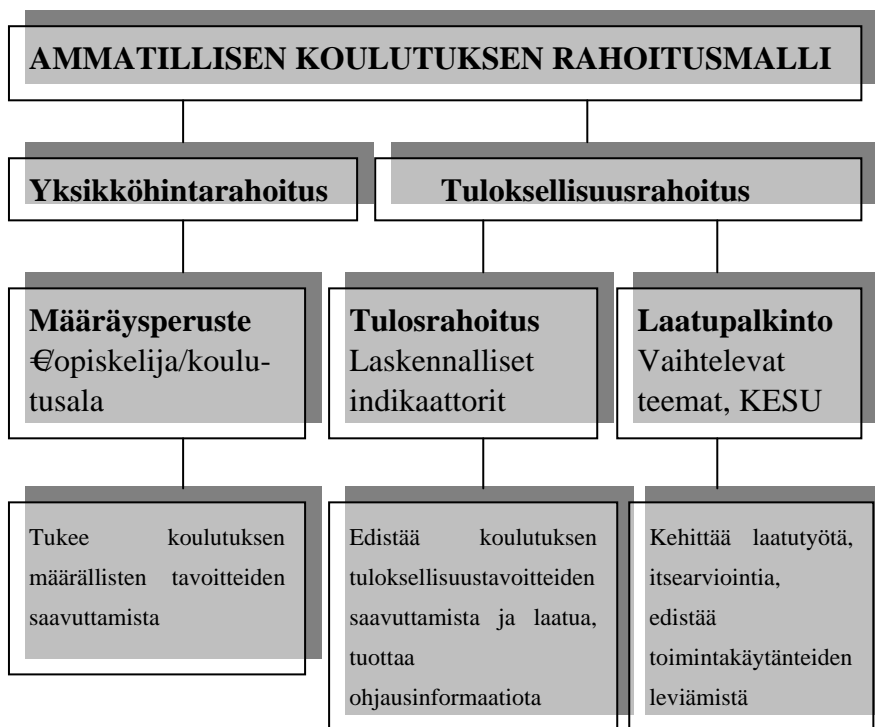 AMMATILLISEN KOULUTUKSEN RAHOITUSMALLI
Yksikköhintarahoitus
Tuloksellisuusrahoitus
Määräysperuste
€/opiskelija/koulu-
tusala
Tulosrahoitus
Laskennalliset
indikaattorit
Laatupalkinto
Vaihtelevat
teemat, KESU
Tukee koulutuksen
määrällisten tavoitteiden
saavuttamista
Edistää koulutuksen
tuloksellisuustavoitteiden
saavuttamista ja laatua,
tuottaa
ohjausinformaatiota
Kehittää laatutyötä,
itsearviointia,
edistää
toimintakäytänteiden
leviämistä